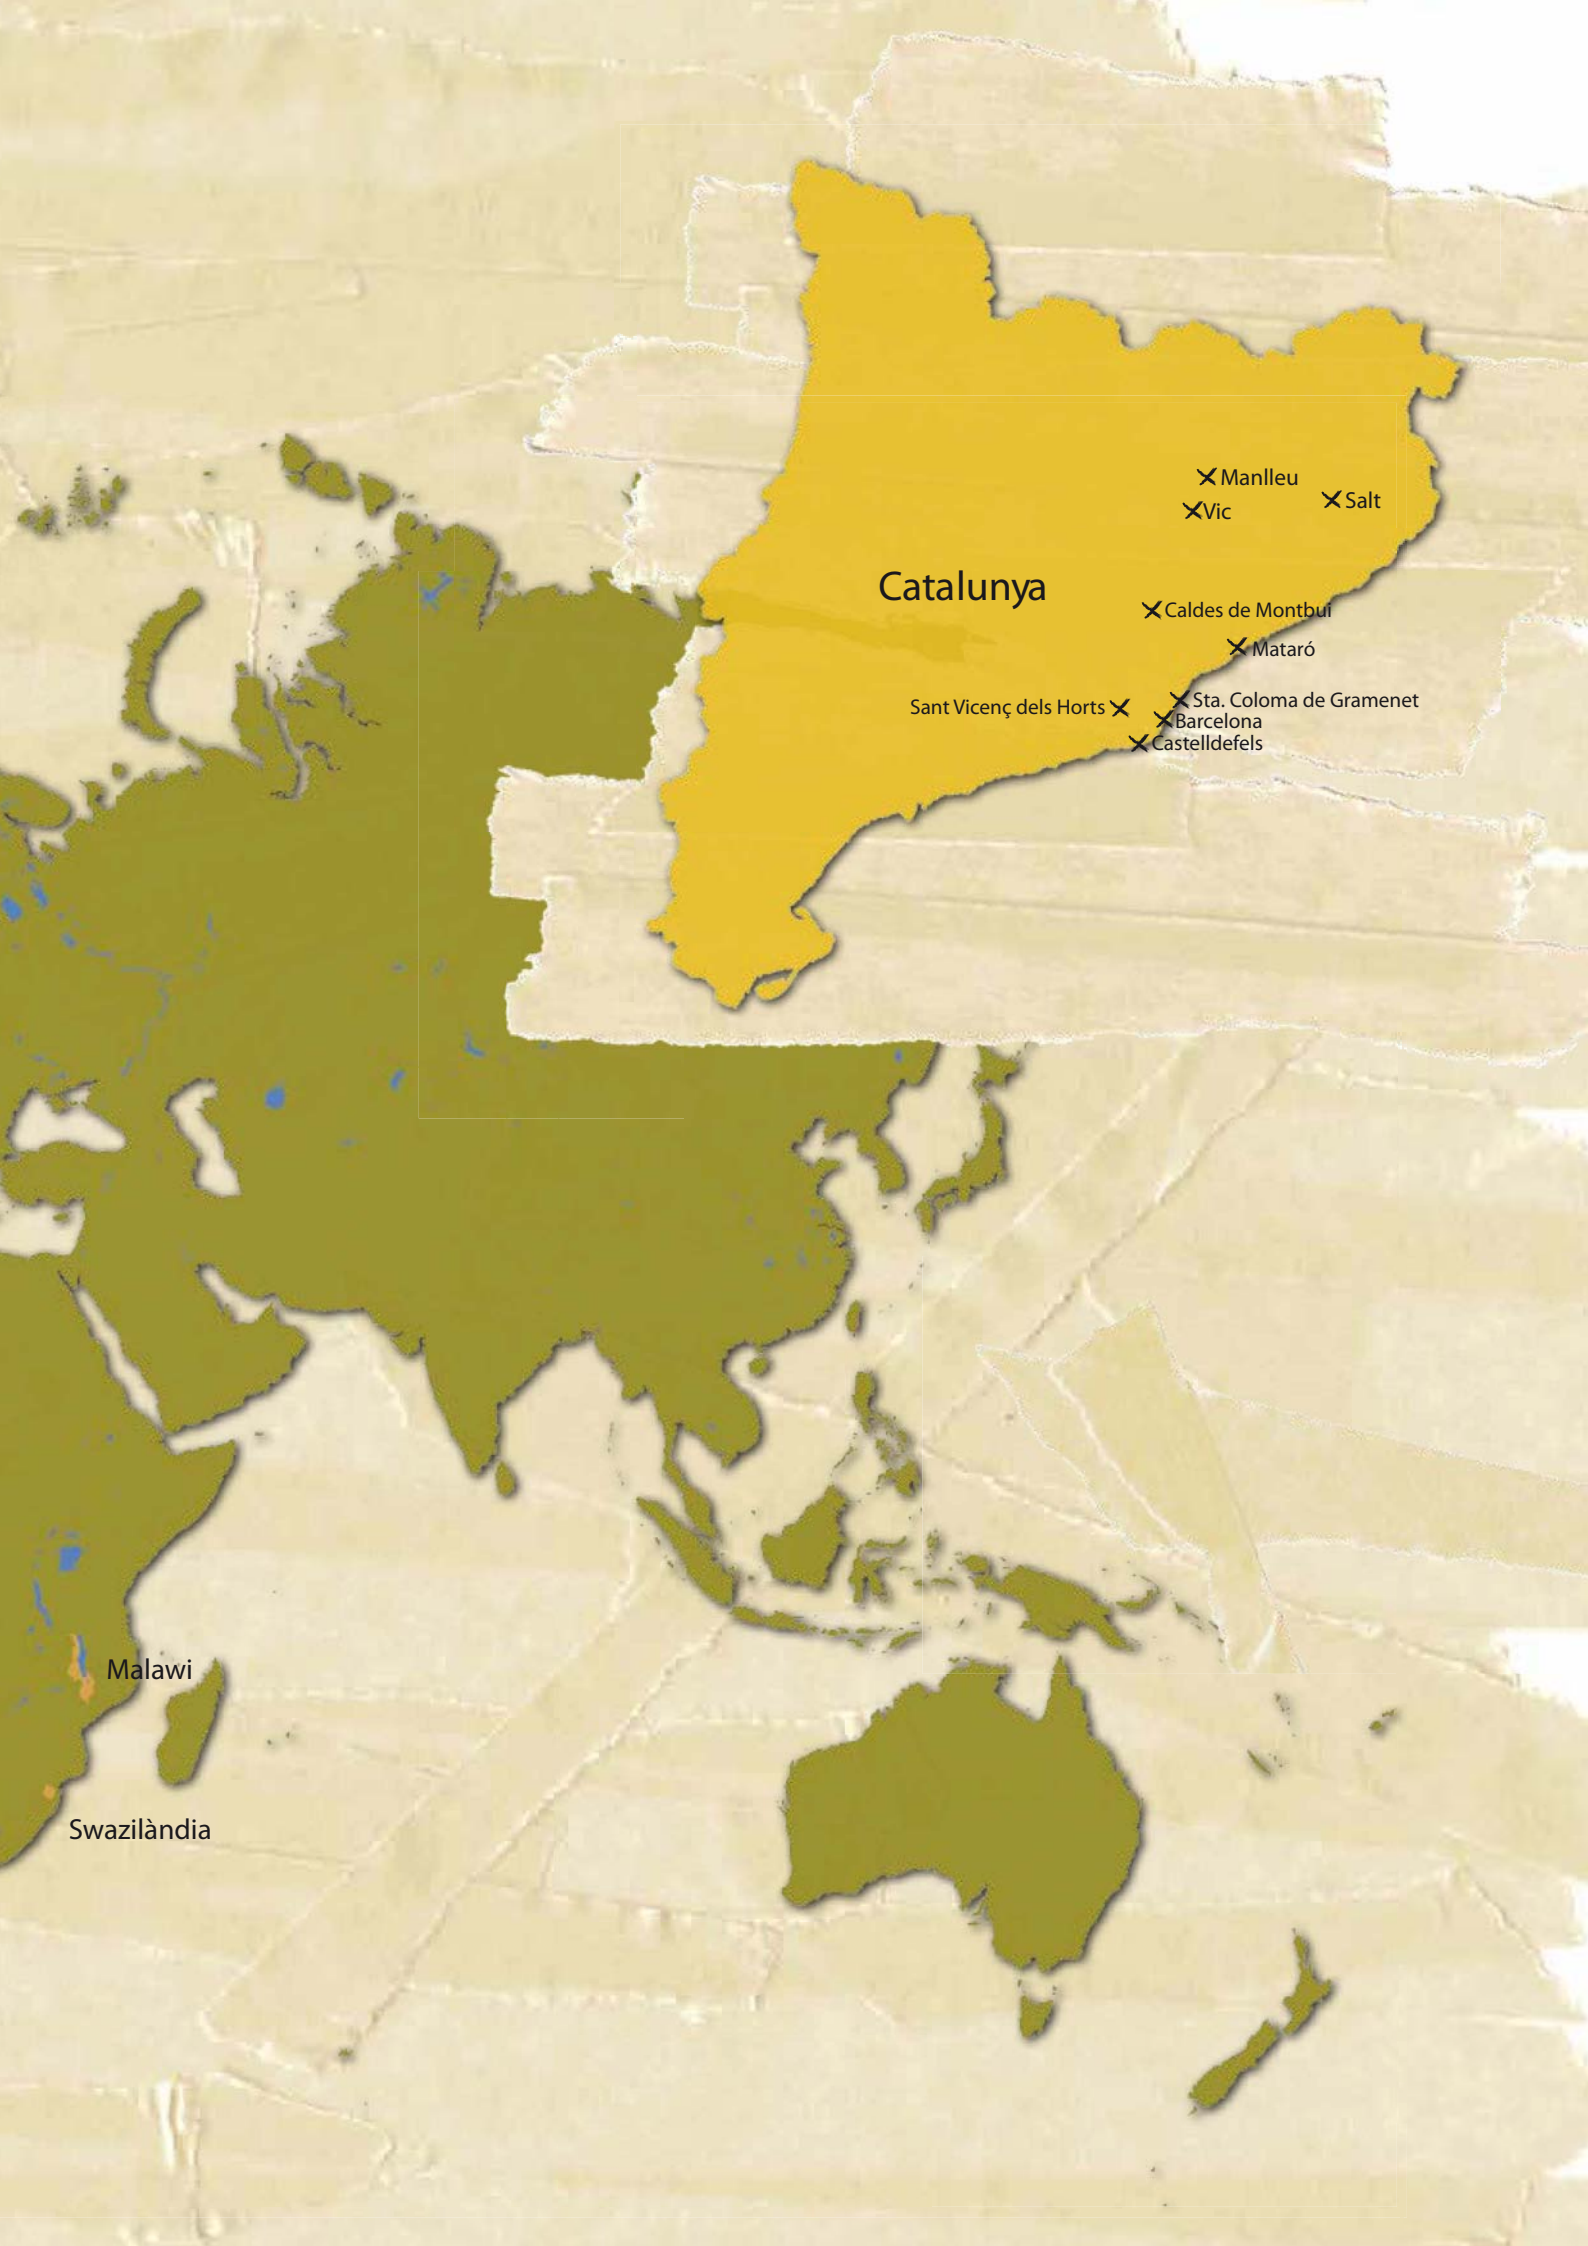 Manlleu
Salt
Vic
Catalunya
Caldes de Montbui
Mataró
Sta. Coloma de Gramenet
Sant Vicenç dels Horts
Barcelona
Castelldefels
Malawi
Swazilàndia